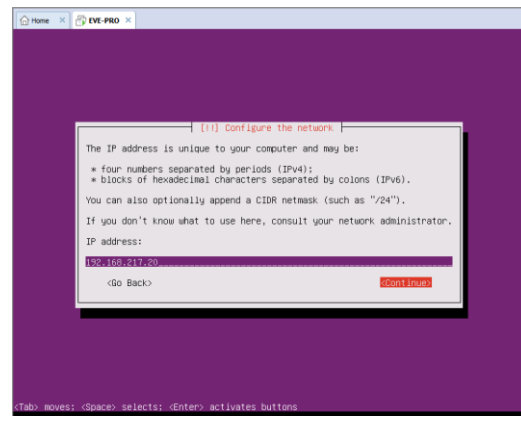 Home × EVE-PRO ×
[!!] Configure the network
The IP address is unique to your computer and may be:
* four numbers separated by periods (IPv4);
* blocks of hexadecimal characters separated by colons (IPv6).
You can also optionally append a CIDR netmask (such as "/24").
If you don't know what to use here, consult your network administrator.
IP address:
192.168.217.20
<Go Back> <Continue>
<Tab> moves; <Space> selects; <Enter> activates buttons